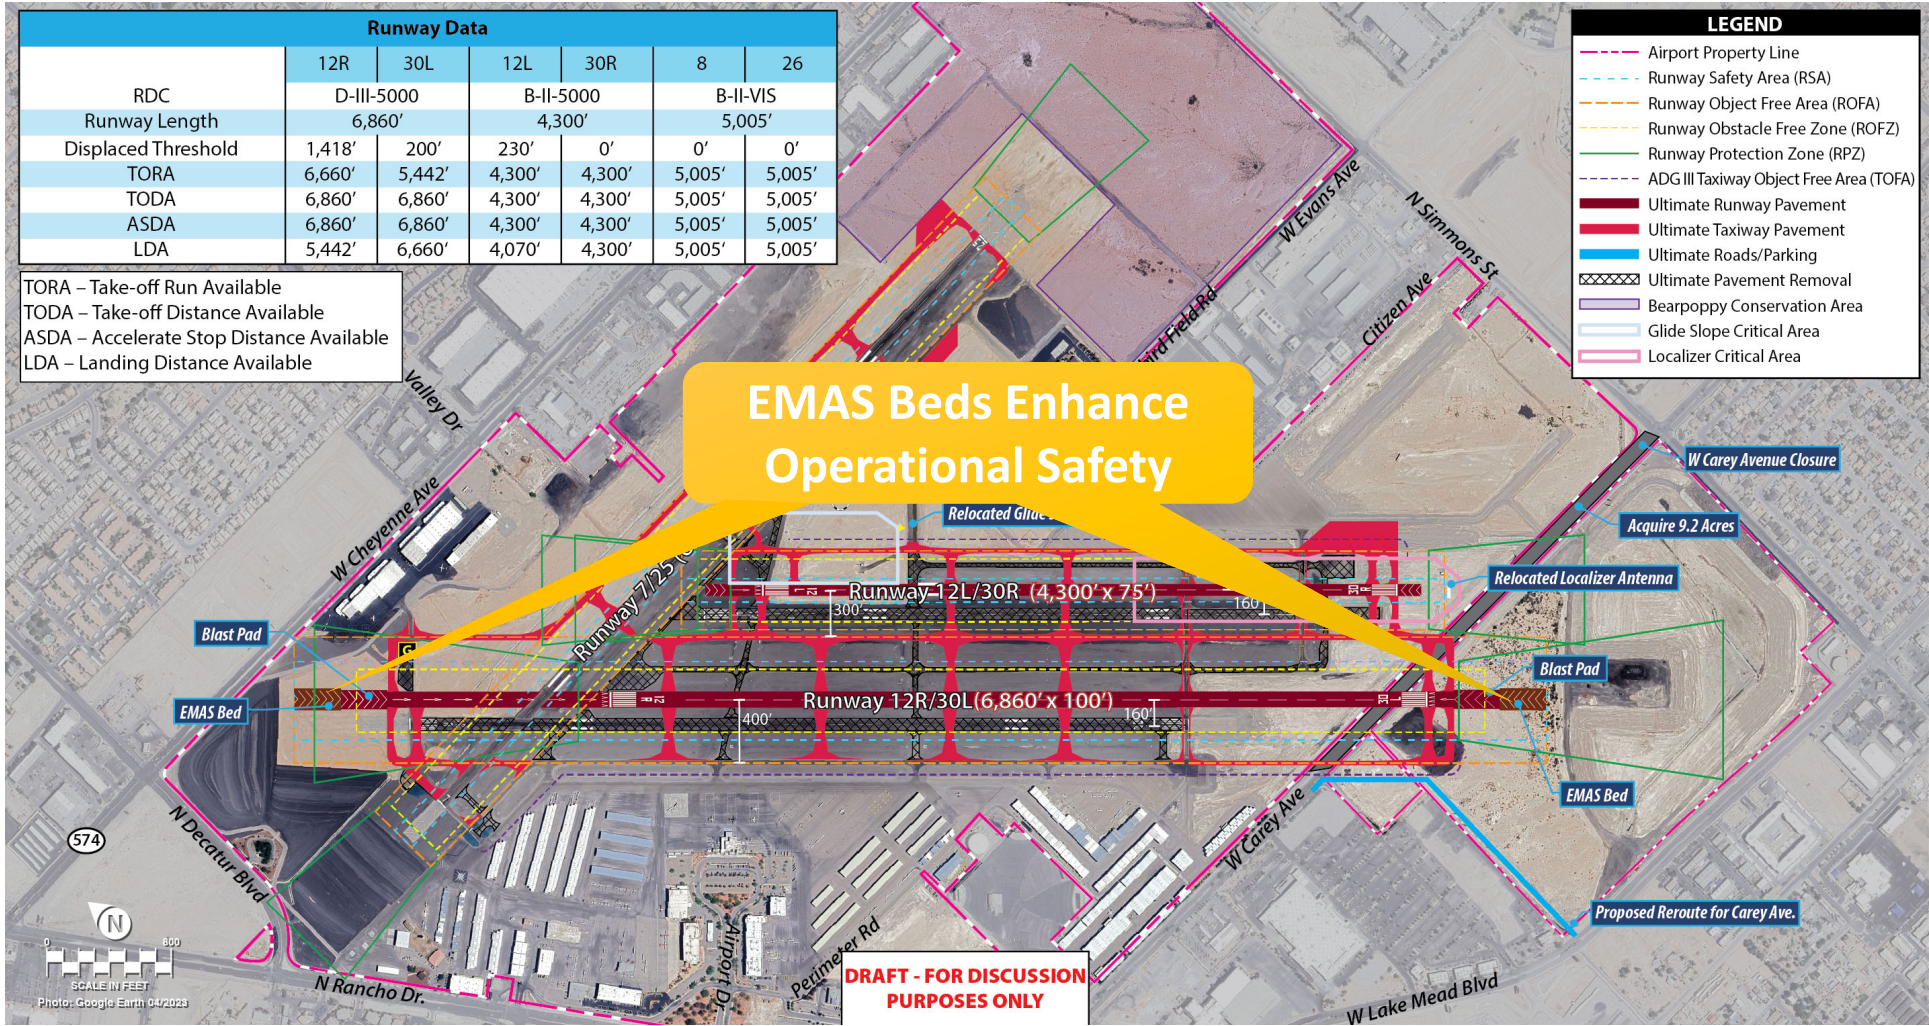 Runway Data
12R 30L 12L 30R 8 26
RDC D-III-5000 B-II-5000 B-II-VIS
Runway Length 6,860’ 4,300’ 5,005’
Displaced Threshold 1,418’ 200’ 230’ 0’ 0’ 0’
TORA 6,660’ 5,442’ 4,300’ 4,300’ 5,005’ 5,005’
TODA 6,860’ 6,860’ 4,300’ 4,300’ 5,005’ 5,005’
ASDA 6,860’ 6,860’ 4,300’ 4,300’ 5,005’ 5,005’
LDA 5,442’ 6,660’ 4,070’ 4,300’ 5,005’ 5,005’
TORA – Take-off Run Available
TODA – Take-off Distance Available
ASDA – Accelerate Stop Distance Available
LDA – Landing Distance Available
LEGEND
Airport Property Line
Runway Safety Area (RSA)
Runway Object Free Area (ROFA)
Runway Obstacle Free Zone (ROFZ)
Runway Protection Zone (RPZ)
ADG III Taxiway Object Free Area (TOFA)
Ultimate Runway Pavement
Ultimate Taxiway Pavement
Ultimate Roads/Parking
Ultimate Pavement Removal
Bearpoppy Conservation Area
Glide Slope Critical Area
Localizer Critical Area
W Evans Ave
N Simmons St
Citizen Ave
Field Rd
Valley Dr
W Cheyenne Ave
EMAS Beds Enhance
Operational Safety
W Carey Avenue Closure
Acquire 9.2 Acres
Relocated
Relocated Localizer Antenna
Runway 7/25
Runway 12L/30R (4,300’ x 75’)
300’
160’
12 L
30 R
Blast Pad
EMAS Bed
G
Runway 12R/30L(6,860’ x 100’)
12 R
30 L
400’
160’
Blast Pad
EMAS Bed
574
N Decatur Blvd
W Carey Ave
Proposed Reroute for Carey Ave.
N
0 800
SCALE IN FEET
Photo: Google Earth 04/2023
N Rancho Dr.
Airport Dr.
Perimeter Rd
W Lake Mead Blvd
DRAFT - FOR DISCUSSION
PURPOSES ONLY